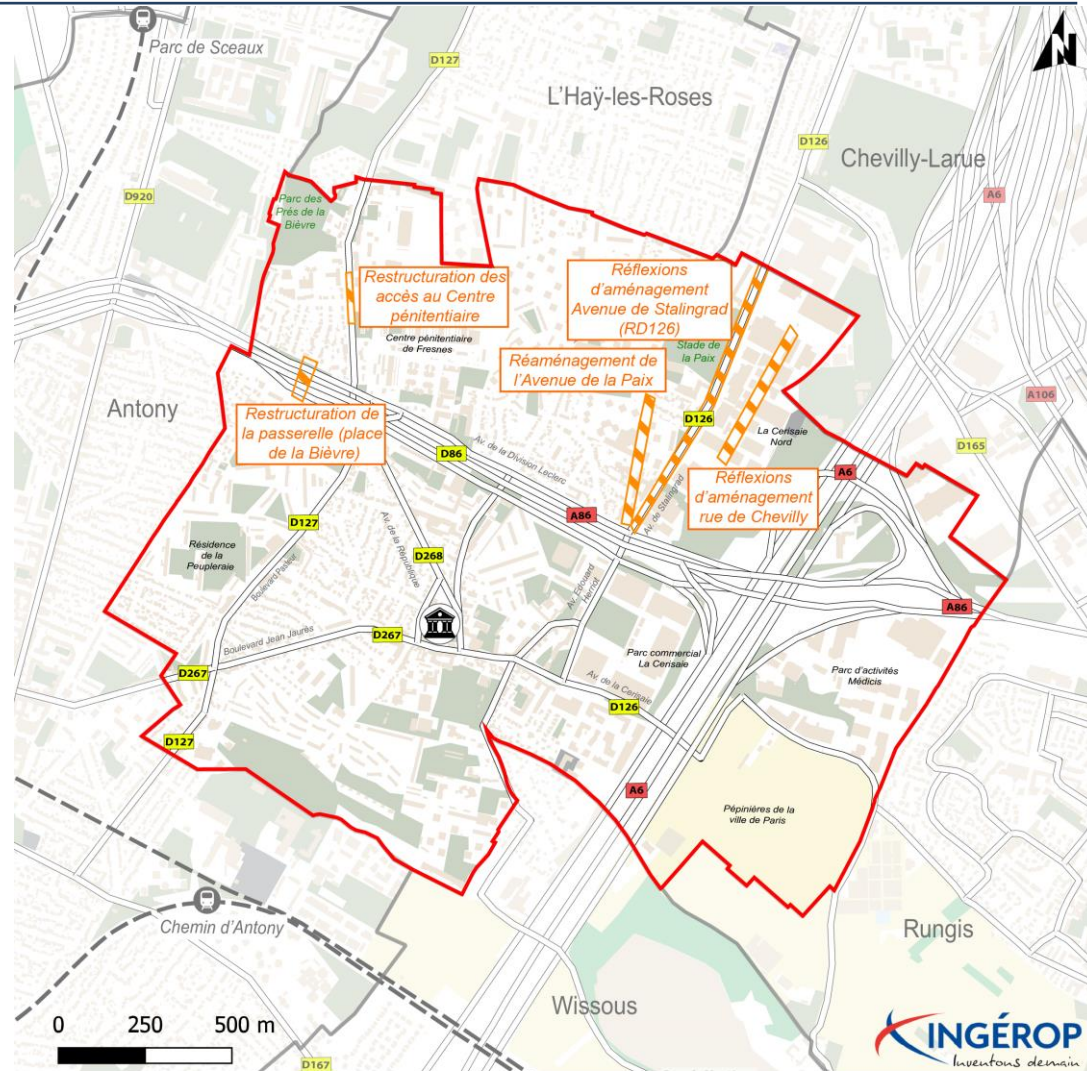 N
Parc de Sceaux
D127
L'Haÿ-les-Roses
D126
Chevilly-Larue
D920
A6
Parc des
Prés de la
Bièvre
Restructuration des
accès au Centre
pénitentiaire
Réflexions
d'aménagement
Avenue de Stalingrad
(RD126)
Centre pénitentiaire
de Fresnes
Stade de
la Paix
Réaménagement de
l'Avenue de la Paix
A106
Antony
Restructuration de
la passerelle (place
de la Bièvre)
D126
La Cerisaie
Nord
D165
D86
Av. de la Division Leclerc
A6
Réflexions
d'aménagement
rue de Chevilly
A86
Av. de Stalingrad
D127
Résidence
de la
Peupleraie
Av. de la République
D268
Boulevard Pasteur
Av. Edouard
Herriot
A86
D267
Boulevard Jean Jaurès
Parc commercial
La Cerisaie
Parc d'activités
Médicis
D267
Av. de la Cerisaie
D126
D127
A6
Pépinières de la
ville de Paris
Chemin d'Antony
Rungis
Wissous
0 250 500 m
D167
INGÉROP
Inventons demain